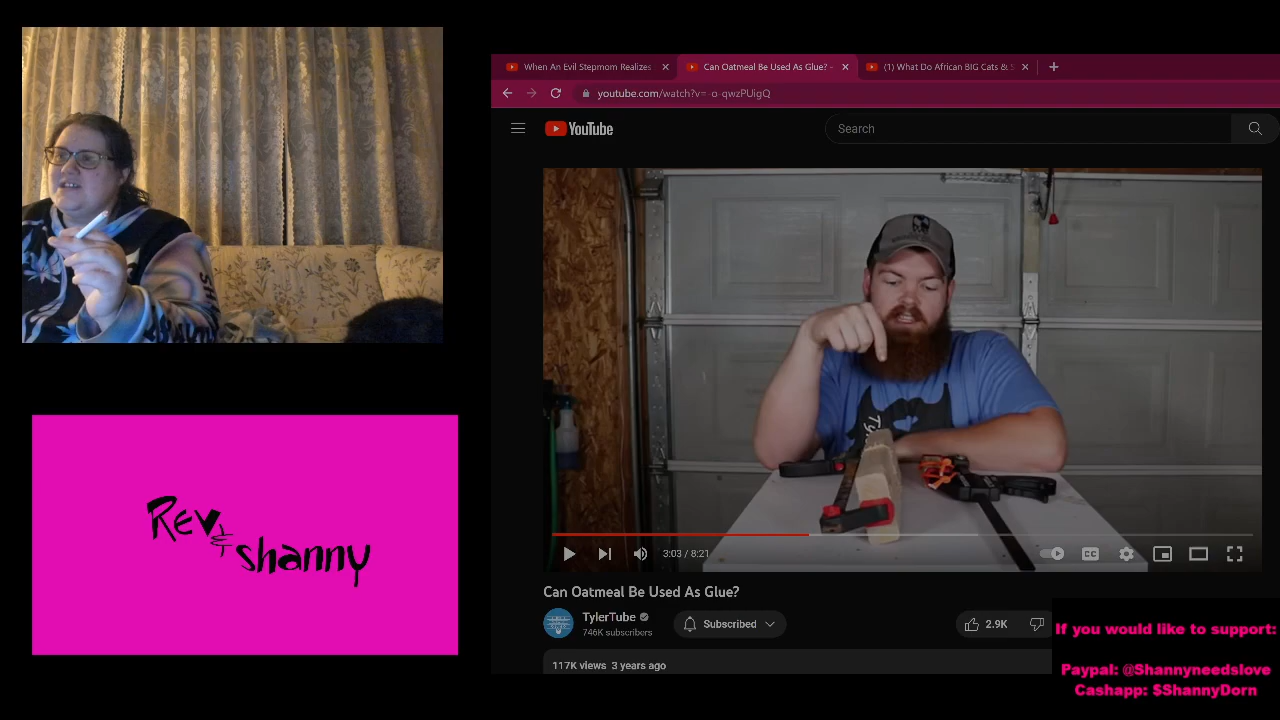 When An Evil Stepmom Realizes
Can Oatmeal Be Used As Glue? -
(1) What Do African BIG Cats & S
youtube.com/watch?v=-o-qwzPUigQ
YouTube
Search
3:03 / 8:21
CC
Can Oatmeal Be Used As Glue?
TylerTube
746K subscribers
Subscribed
2.9K
117K views 3 years ago
Rev
&
shanny
If you would like to support:
Paypal: @Shannyneedslove
Cashapp: $ShannyDorn